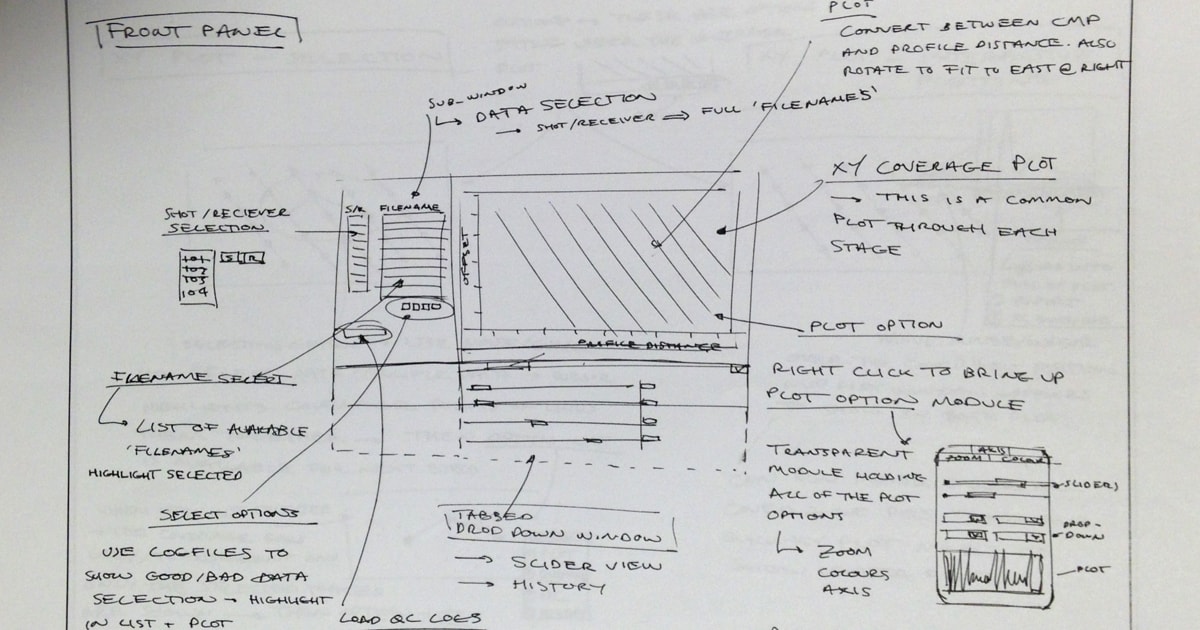 FRONT PANEL
PLOT
CONVERT BETWEEN CMP
AND PROFILE DISTANCE. ALSO
ROTATE TO FIT TO EAST @ RIGHT
SUB-WINDOW
DATA SELECTION
SHOT/RECEIVER ⇒ FULL 'FILENAMES'
XY COVERAGE PLOT
→ THIS IS A COMMON
PLOT THROUGH EACH
STAGE
SHOT/RECIEVER
SELECTION
S/R
FILENAME
101
102
103
104
S R
OFFSET
PROFILE DISTANCE
PLOT OPTION
RIGHT CLICK TO BRING UP
PLOT OPTION MODULE
FILENAME SELECT
LIST OF AVAILABLE
'FILENAMES'
HIGHLIGHT SELECTED
TRANSPARENT
MODULE HOLDING
ALL OF THE PLOT
OPTIONS
ZOOM
COLOURS
AXIS
AXIS
ZOOM COLOUR
SLIDERS
DROP-
DOWN
PLOT
SELECT OPTIONS
USE LOGFILES TO
SHOW GOOD/BAD DATA
SELECTION - HIGHLIGHT
IN LIST + PLOT
TABBED
DROP DOWN WINDOW
→ SLIDER VIEW
→ HISTORY
LOAD QC LOGS